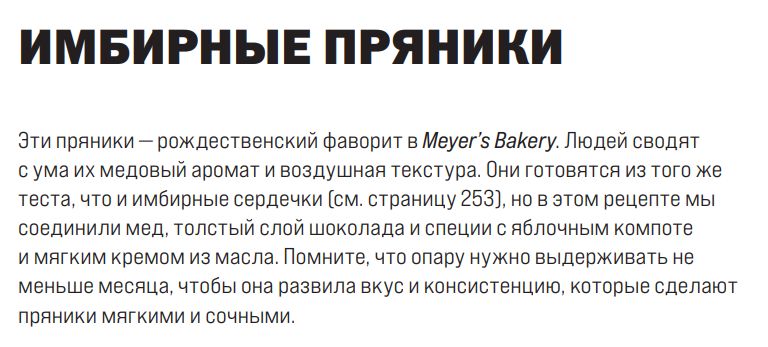 ИМБИРНЫЕ ПРЯНИКИ
Эти пряники — рождественский фаворит в Meyer’s Bakery. Людей сводят
с ума их медовый аромат и воздушная текстура. Они готовятся из того же
теста, что и имбирные сердечки (см. страницу 253), но в этом рецепте мы
соединили мед, толстый слой шоколада и специи с яблочным компоте
и мягким кремом из масла. Помните, что опару нужно выдерживать не
меньше месяца, чтобы она развила вкус и консистенцию, которые сделают
пряники мягкими и сочными.